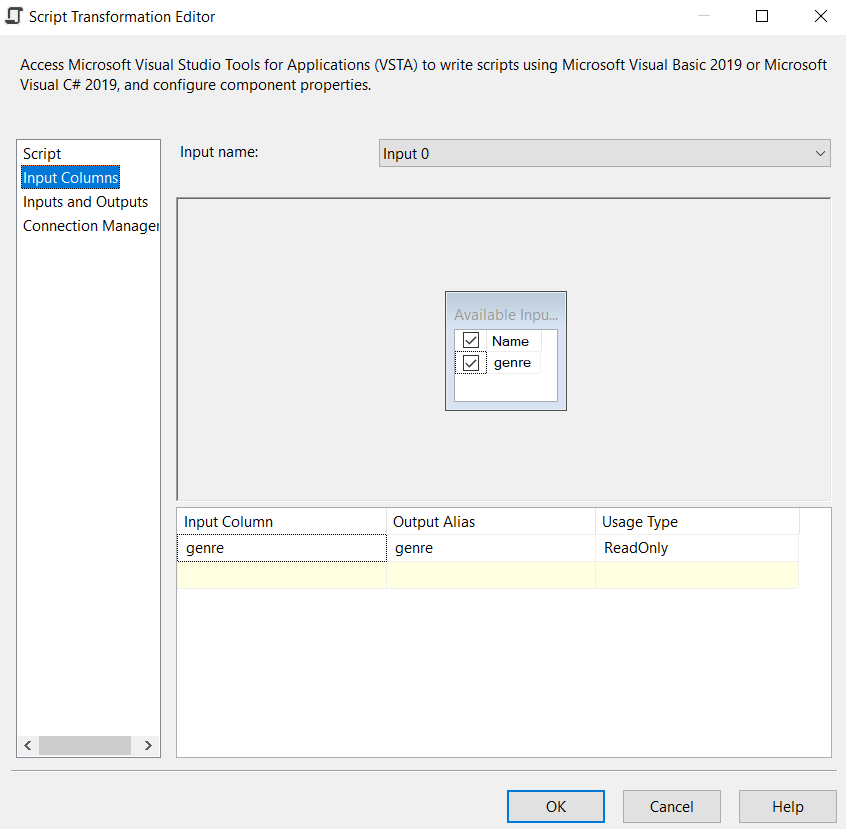 Script Transformation Editor
Access Microsoft Visual Studio Tools for Applications (VSTA) to write scripts using Microsoft Visual Basic 2019 or Microsoft
Visual C# 2019, and configure component properties.
Script
Input Columns
Inputs and Outputs
Connection Manager
Input name:
Input 0
Available Inpu...
Name
genre
Input Column Output Alias Usage Type
genre genre ReadOnly
OK Cancel Help